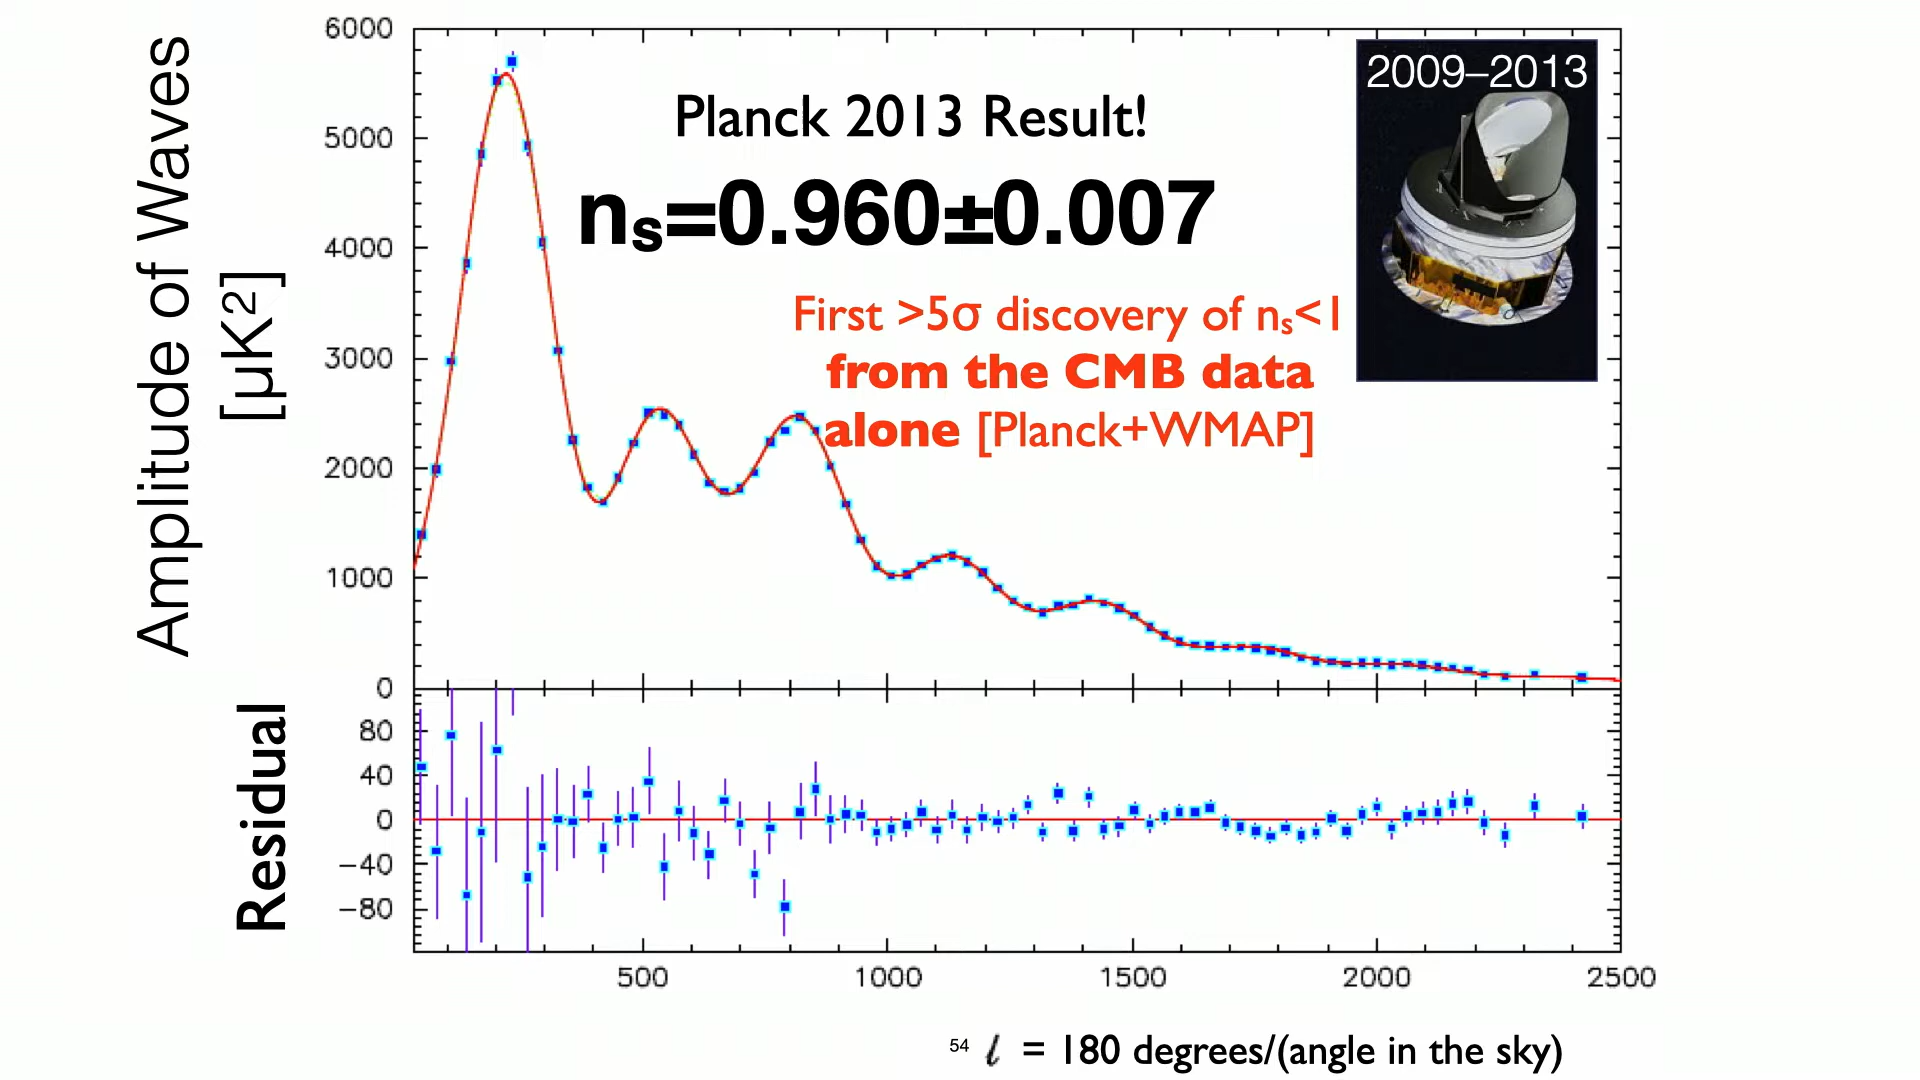 Amplitude of Waves
[μK²]
6000
5000
4000
3000
2000
1000
0
Planck 2013 Result!
nₛ=0.960±0.007
First >5σ discovery of nₛ<1
from the CMB data
alone [Planck+WMAP]
2009–2013
Residual
80
40
0
−40
−80
500 1000 1500 2000 2500
54 ℓ = 180 degrees/(angle in the sky)